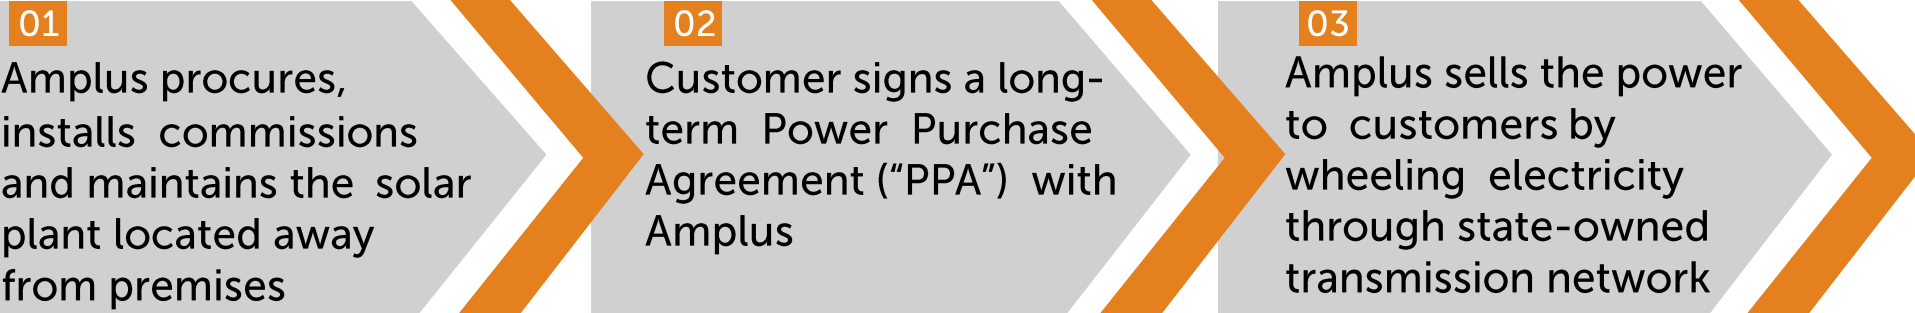 01
Amplus procures,
installs commissions
and maintains the solar
plant located away
from premises
02
Customer signs a long-
term Power Purchase
Agreement (“PPA”) with
Amplus
03
Amplus sells the power
to customers by
wheeling electricity
through state-owned
transmission network